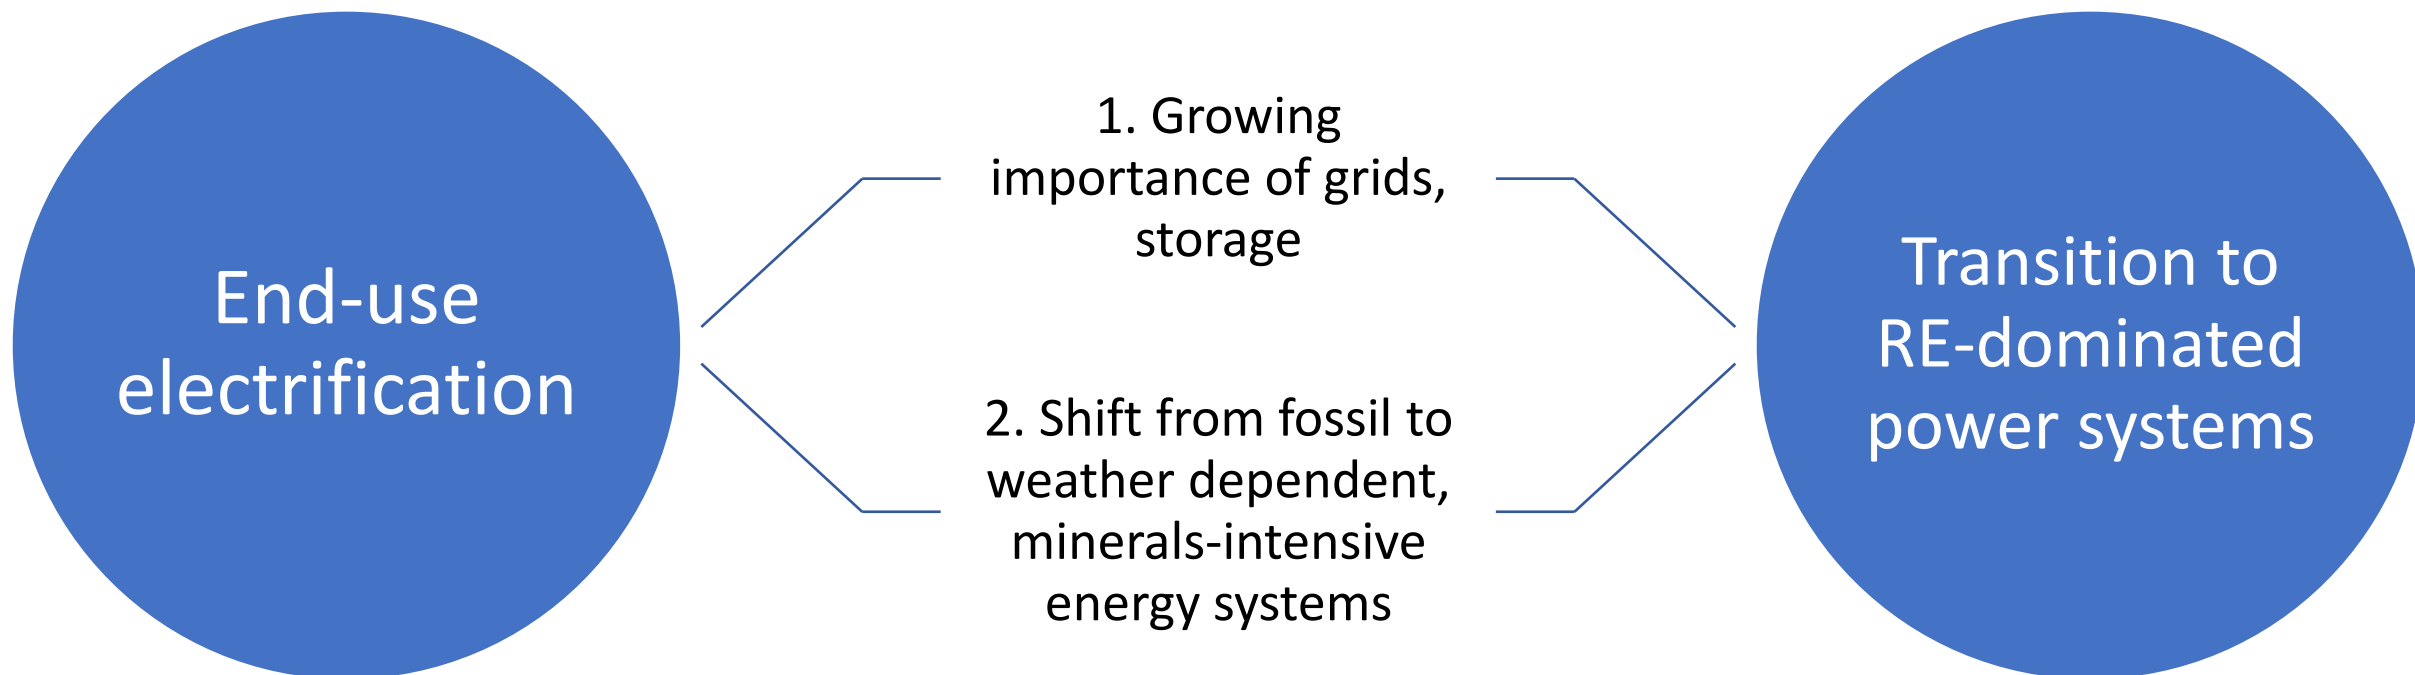 End-use
electrification
1. Growing
importance of grids,
storage
2. Shift from fossil to
weather dependent,
minerals-intensive
energy systems
Transition to
RE-dominated
power systems